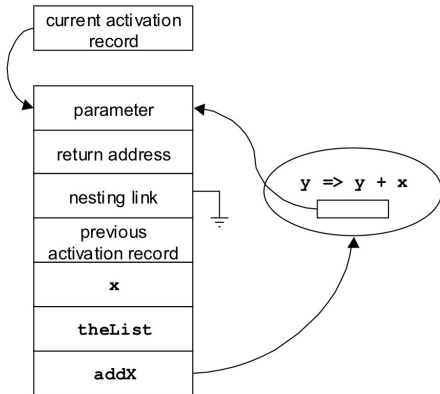 current activation
record
parameter
return address
nesting link
y => y + x
previous
activation record
x
theList
addX